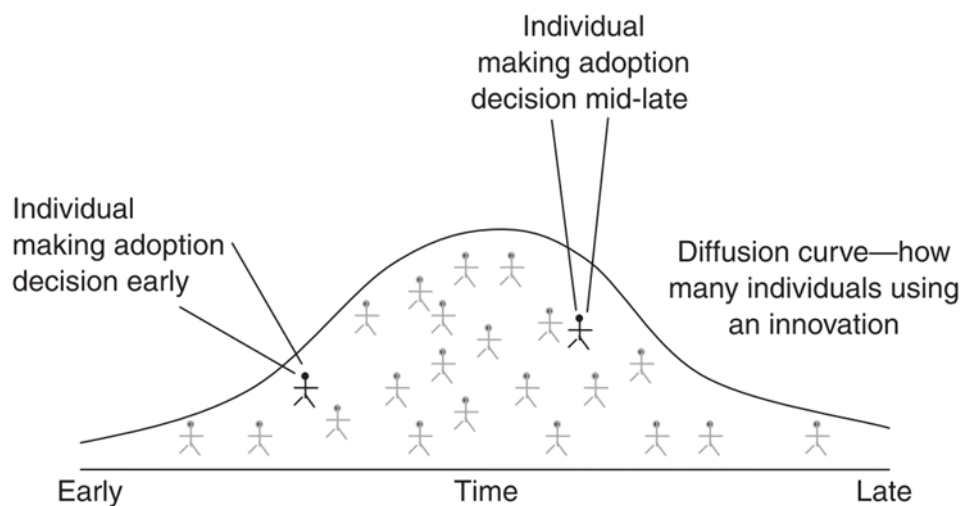 Individual
making adoption
decision mid-late
Individual
making adoption
decision early
Diffusion curve—how
many individuals using
an innovation
Early
Time
Late